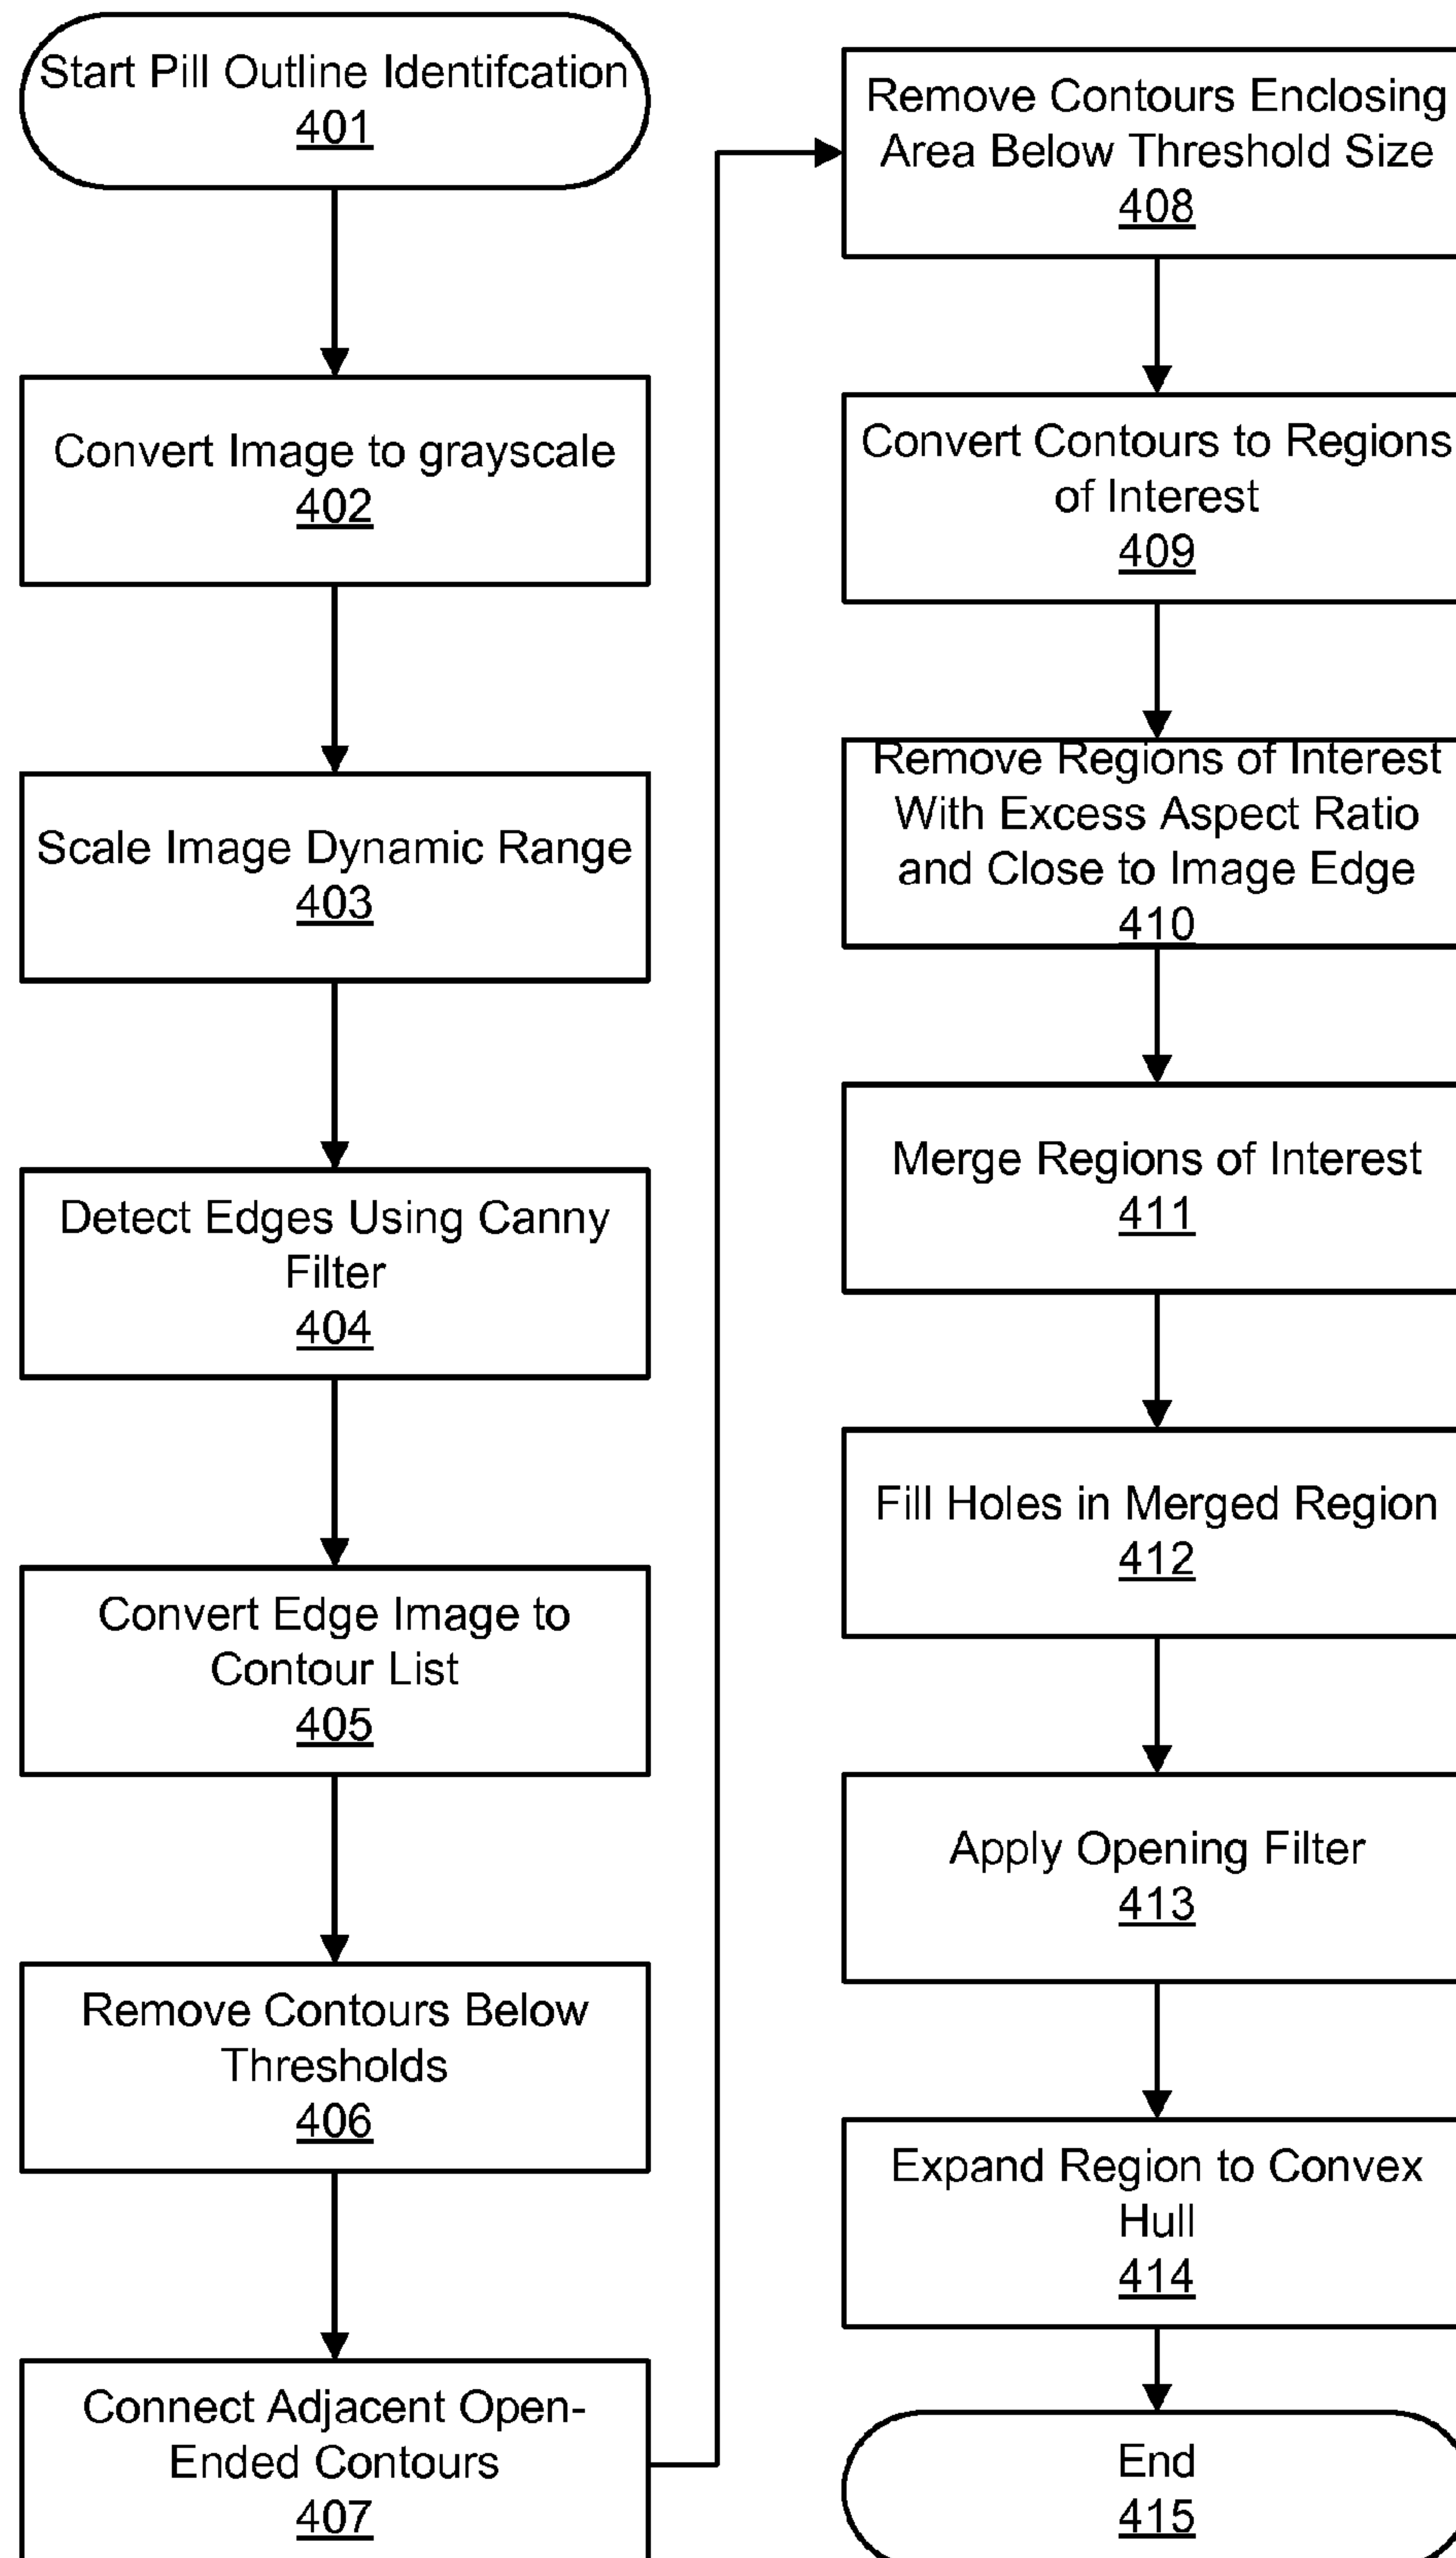 Start Pill Outline Identifcation
401
Convert Image to grayscale
402
Scale Image Dynamic Range
403
Detect Edges Using Canny
Filter
404
Convert Edge Image to
Contour List
405
Remove Contours Below
Thresholds
406
Connect Adjacent Open-
Ended Contours
407
Remove Contours Enclosing
Area Below Threshold Size
408
Convert Contours to Regions
of Interest
409
Remove Regions of Interest
With Excess Aspect Ratio
and Close to Image Edge
410
Merge Regions of Interest
411
Fill Holes in Merged Region
412
Apply Opening Filter
413
Expand Region to Convex
Hull
414
End
415